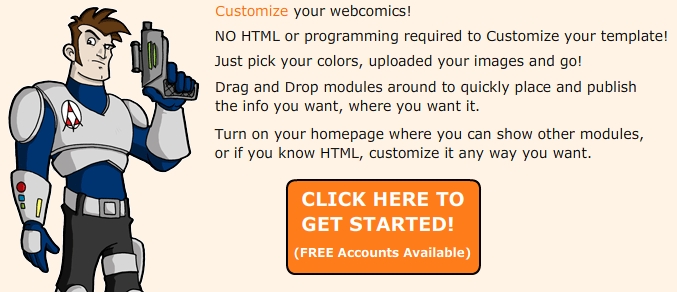 Customize your webcomics!
NO HTML or programming required to Customize your template!
Just pick your colors, uploaded your images and go!
Drag and Drop modules around to quickly place and publish
the info you want, where you want it.
Turn on your homepage where you can show other modules,
or if you know HTML, customize it any way you want.
CLICK HERE TO
GET STARTED!
(FREE Accounts Available)